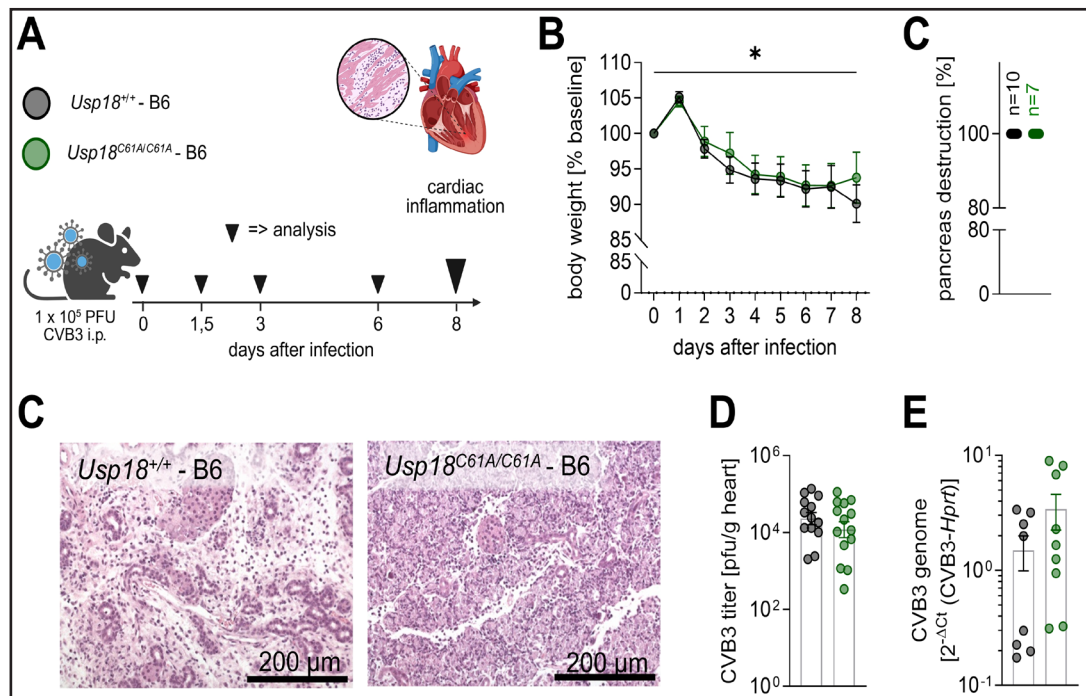 A
Usp18+/+ - B6
Usp18C61A/C61A - B6
cardiac
inflammation
=> analysis
1 x 10⁵ PFU
CVB3 i.p.
0 1,5 3 6 8
days after infection
B
*
body weight [% baseline]
105
100
95
90
85
85
0
0 1 2 3 4 5 6 7 8
days after infection
C
pancreas destruction [%]
n=10
n=7
100
80
80
0
C
Usp18+/+ - B6
200 µm
Usp18C61A/C61A - B6
200 µm
D
CVB3 titer [pfu/g heart]
10⁶
10⁴
10²
10⁰
E
CVB3 genome
[2-ΔCt (CVB3-Hprt)]
10¹
10⁰
10⁻¹